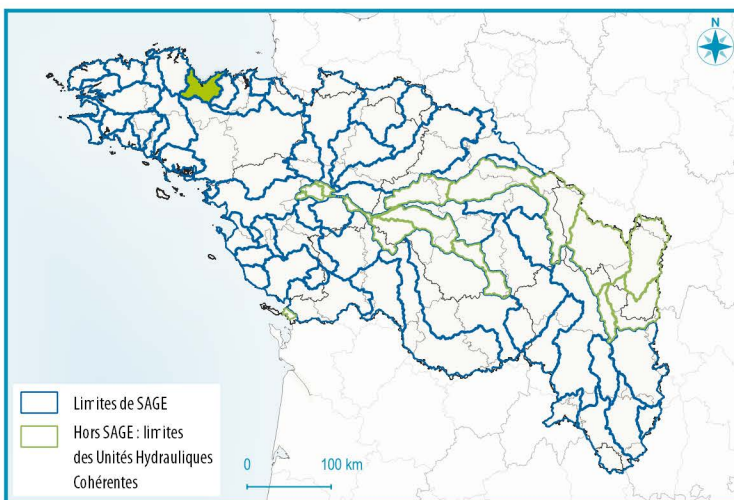 N
Limites de SAGE
Hors SAGE : limites
des Unités Hydrauliques
Cohérentes
0 100 km